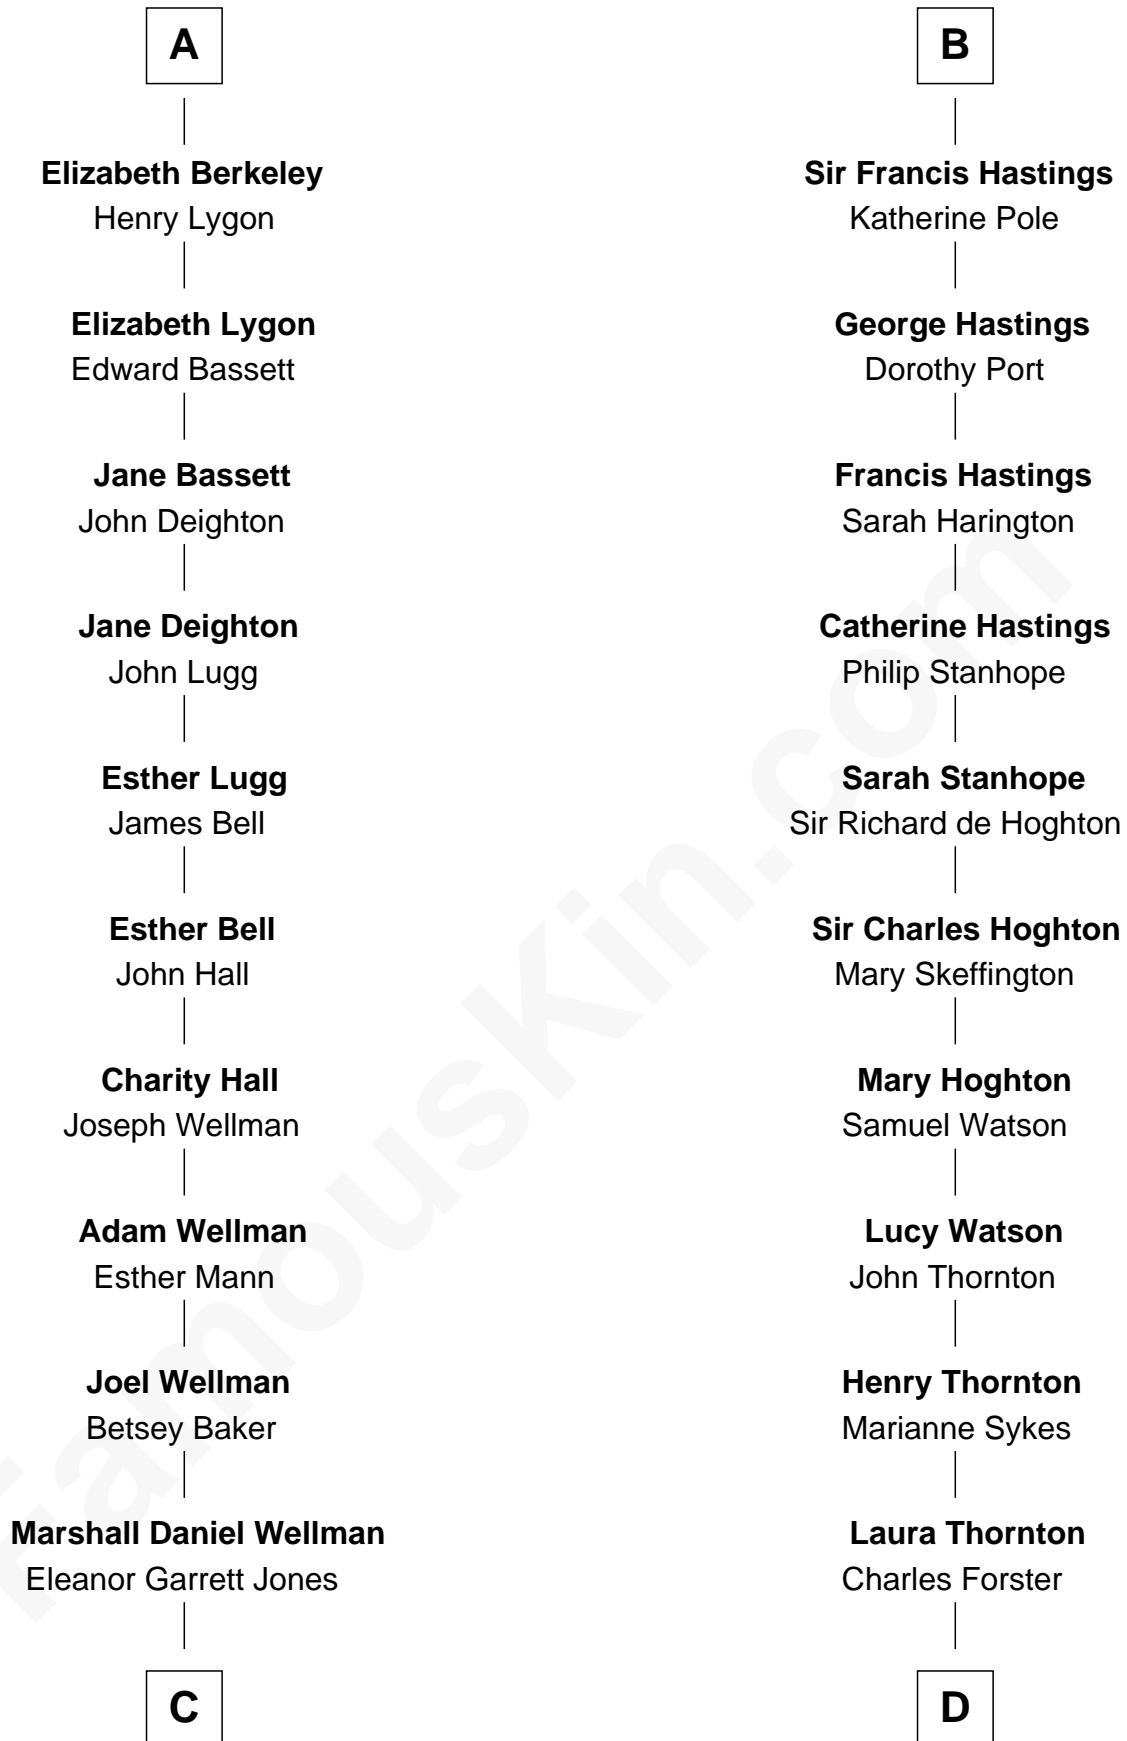 A
Elizabeth Berkeley
Henry Lygon
Elizabeth Lygon
Edward Bassett
Jane Bassett
John Deighton
Jane Deighton
John Lugg
Esther Lugg
James Bell
Esther Bell
John Hall
Charity Hall
Joseph Wellman
Adam Wellman
Esther Mann
Joel Wellman
Betsey Baker
Marshall Daniel Wellman
Eleanor Garrett Jones
C
B
Sir Francis Hastings
Katherine Pole
George Hastings
Dorothy Port
Francis Hastings
Sarah Harington
Catherine Hastings
Philip Stanhope
Sarah Stanhope
Sir Richard de Hoghton
Sir Charles Hoghton
Mary Skeffington
Mary Hoghton
Samuel Watson
Lucy Watson
John Thornton
Henry Thornton
Marianne Sykes
Laura Thornton
Charles Forster
D
FamousKin.com